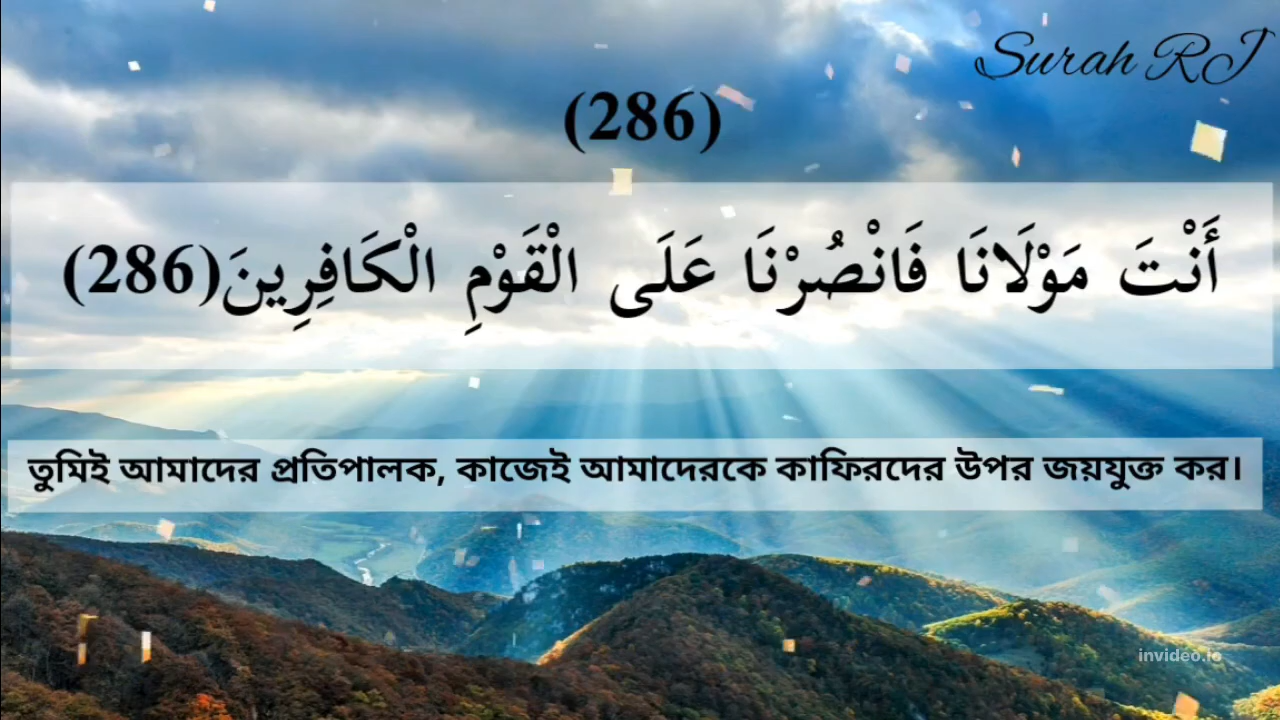 Surah RJ
(286)
أَنْتَ مَوْلَانَا فَانْصُرْنَا عَلَى الْقَوْمِ الْكَافِرِينَ(286)
তুমিই আমাদের প্রতিপালক, কাজেই আমাদেরকে কাফিরদের উপর জয়যুক্ত কর।
invideo.io